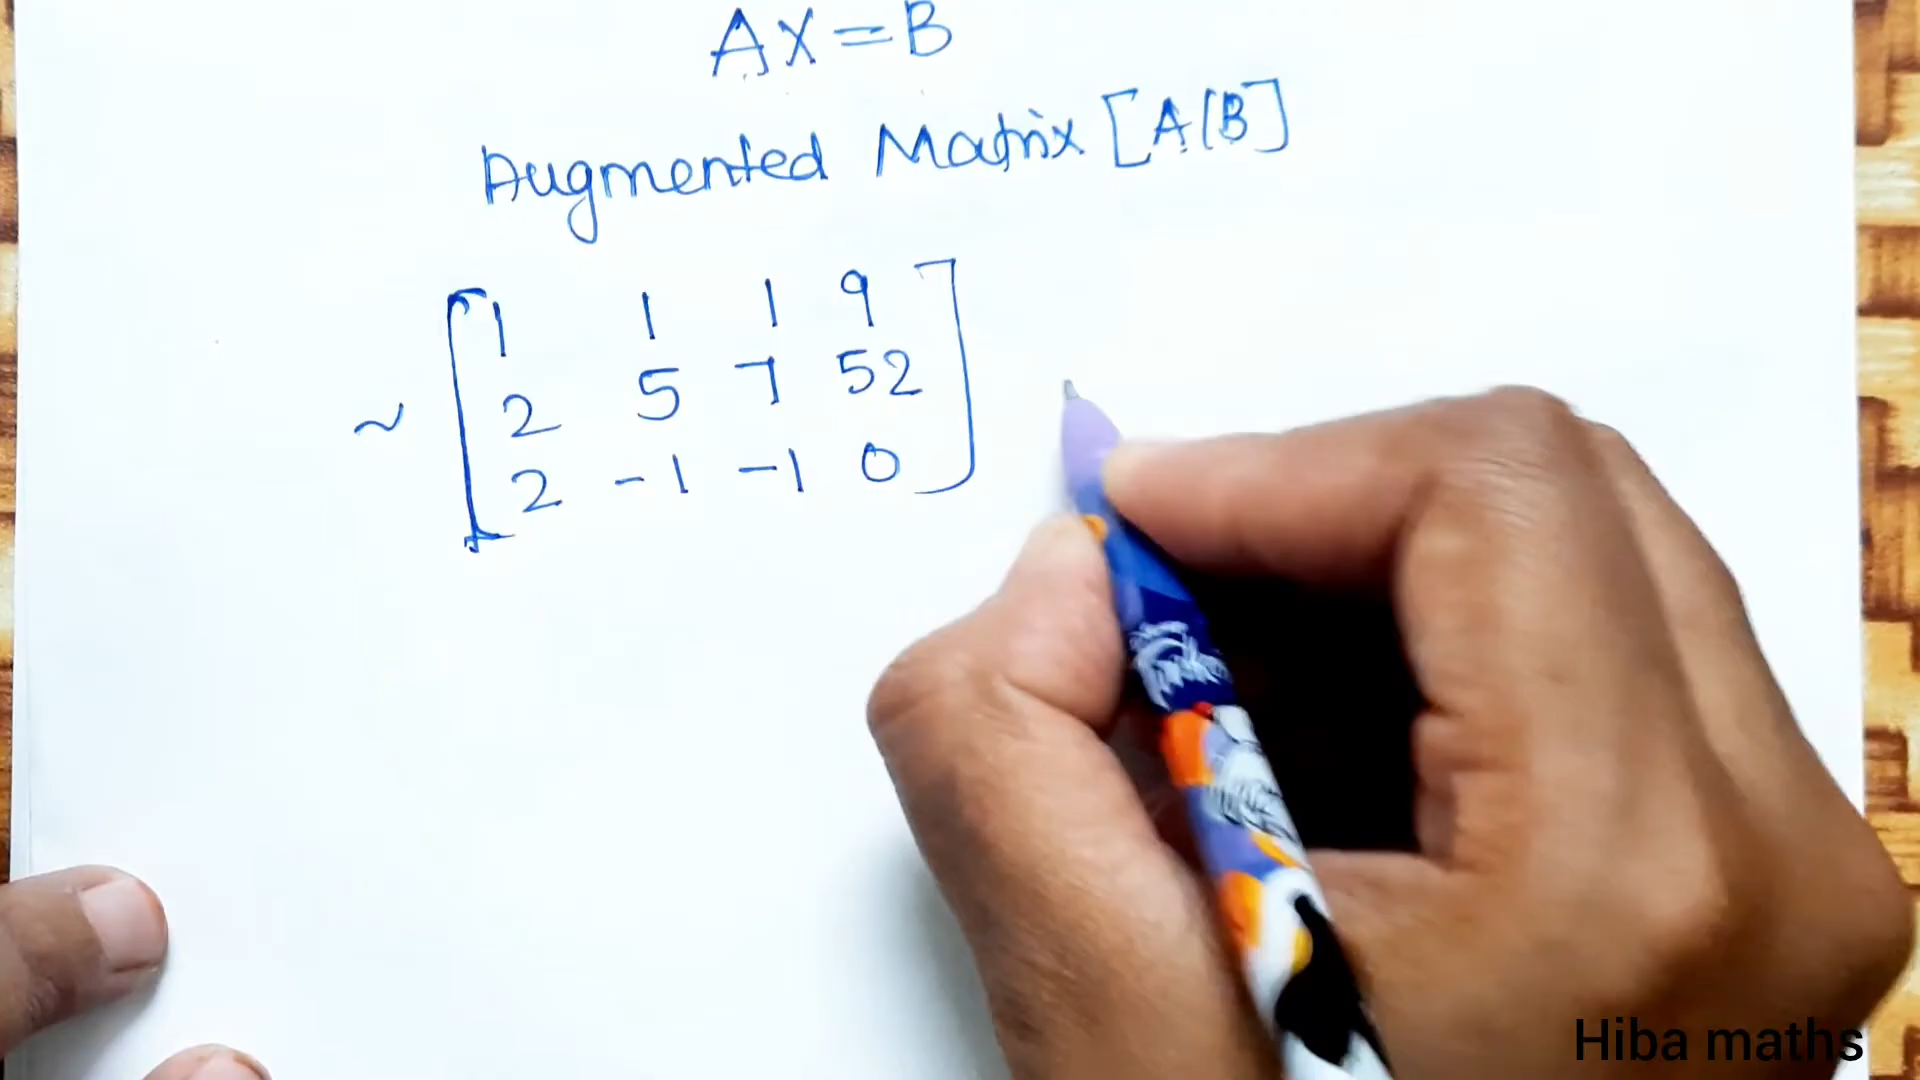 AX=B
Augmented Matrix [A/B]
1 1 1 9
~ 2 5 7 52
2 -1 -1 0
Hiba maths